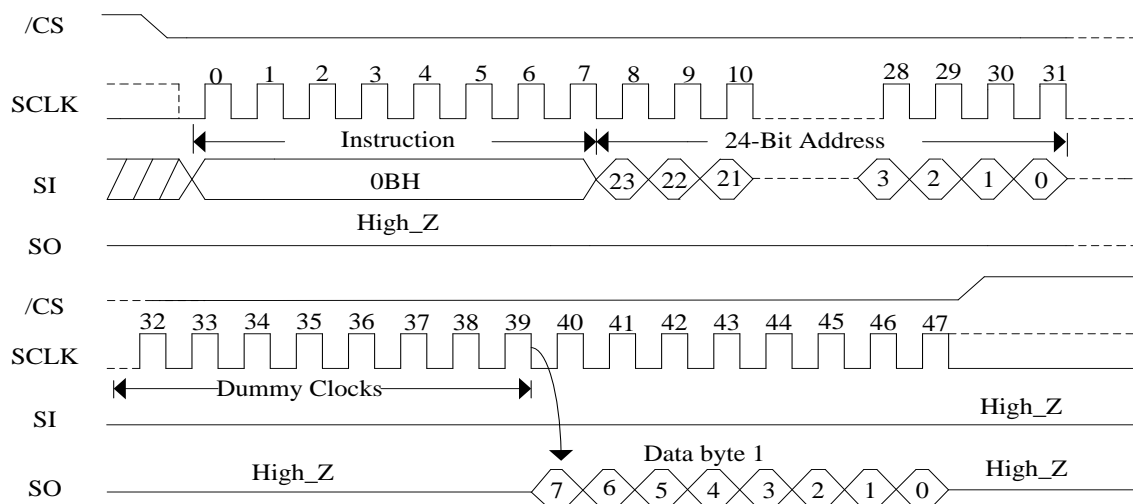 /CS
0 1 2 3 4 5 6 7 8 9 10 28 29 30 31
SCLK
Instruction 24-Bit Address
SI 0BH 23 22 21 3 2 1 0
High_Z
SO
/CS
32 33 34 35 36 37 38 39 40 41 42 43 44 45 46 47
SCLK
Dummy Clocks
SI High_Z
High_Z Data byte 1 High_Z
SO 7 6 5 4 3 2 1 0